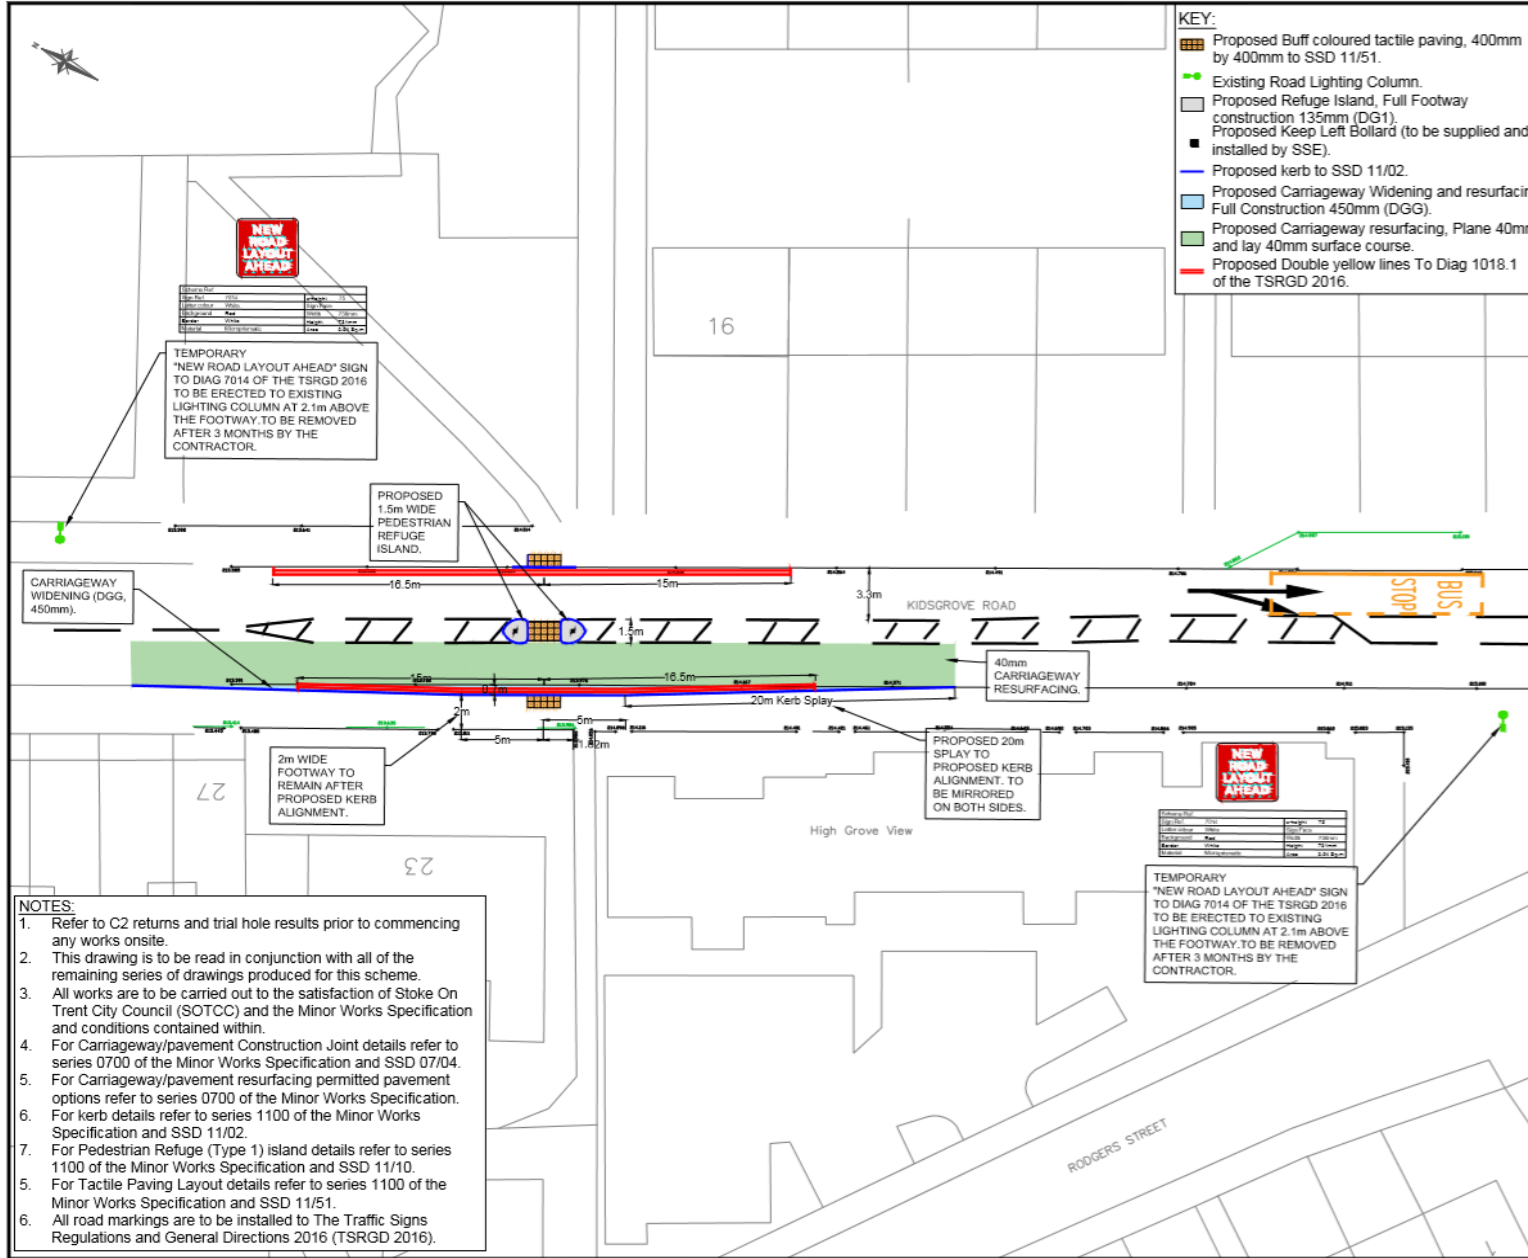 KEY:
Proposed Buff coloured tactile paving, 400mm
by 400mm to SSD 11/51.
Existing Road Lighting Column.
Proposed Refuge Island, Full Footway
construction 135mm (DG1).
Proposed Keep Left Bollard (to be supplied and
installed by SSE).
Proposed kerb to SSD 11/02.
Proposed Carriageway Widening and resurfacin
Full Construction 450mm (DGG).
Proposed Carriageway resurfacing, Plane 40mm
and lay 40mm surface course.
Proposed Double yellow lines To Diag 1018.1
of the TSRGD 2016.
NEW
ROAD
LAYOUT
AHEAD
TEMPORARY
"NEW ROAD LAYOUT AHEAD" SIGN
TO DIAG 7014 OF THE TSRGD 2016
TO BE ERECTED TO EXISTING
LIGHTING COLUMN AT 2.1m ABOVE
THE FOOTWAY.TO BE REMOVED
AFTER 3 MONTHS BY THE
CONTRACTOR.
16
PROPOSED
1.5m WIDE
PEDESTRIAN
REFUGE
ISLAND.
CARRIAGEWAY
WIDENING (DGG,
450mm).
16.5m
15m
3.3m
KIDSGROVE ROAD
BUS
STOP
1.5m
40mm
CARRIAGEWAY
RESURFACING.
15m
16.5m
20m Kerb Splay
2m
5m
5m
1.82m
2m WIDE
FOOTWAY TO
REMAIN AFTER
PROPOSED KERB
ALIGNMENT.
PROPOSED 20m
SPLAY TO
PROPOSED KERB
ALIGNMENT. TO
BE MIRRORED
ON BOTH SIDES.
27
23
High Grove View
NEW
ROAD
LAYOUT
AHEAD
TEMPORARY
"NEW ROAD LAYOUT AHEAD" SIGN
TO DIAG 7014 OF THE TSRGD 2016
TO BE ERECTED TO EXISTING
LIGHTING COLUMN AT 2.1m ABOVE
THE FOOTWAY.TO BE REMOVED
AFTER 3 MONTHS BY THE
CONTRACTOR.
RODGERS STREET
NOTES:
1. Refer to C2 returns and trial hole results prior to commencing
any works onsite.
2. This drawing is to be read in conjunction with all of the
remaining series of drawings produced for this scheme.
3. All works are to be carried out to the satisfaction of Stoke On
Trent City Council (SOTCC) and the Minor Works Specification
and conditions contained within.
4. For Carriageway/pavement Construction Joint details refer to
series 0700 of the Minor Works Specification and SSD 07/04.
5. For Carriageway/pavement resurfacing permitted pavement
options refer to series 0700 of the Minor Works Specification.
6. For kerb details refer to series 1100 of the Minor Works
Specification and SSD 11/02.
7. For Pedestrian Refuge (Type 1) island details refer to series
1100 of the Minor Works Specification and SSD 11/10.
5. For Tactile Paving Layout details refer to series 1100 of the
Minor Works Specification and SSD 11/51.
6. All road markings are to be installed to The Traffic Signs
Regulations and General Directions 2016 (TSRGD 2016).